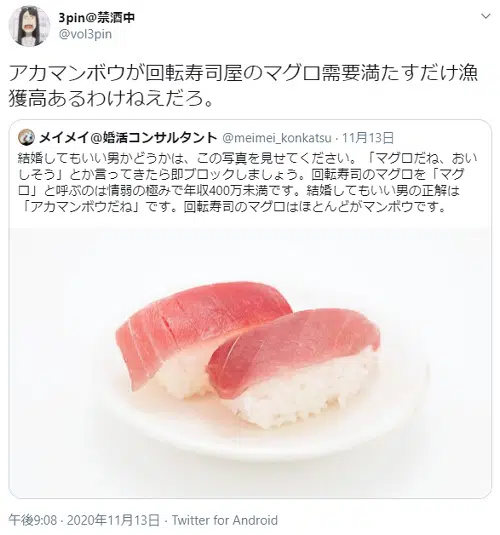 3pin@禁酒中
@vol3pin
アカマンボウが回転寿司屋のマグロ需要満たすだけ漁
獲高あるわけねえだろ。
メイメイ@婚活コンサルタント @meimei_konkatsu · 11月13日
結婚してもいい男かどうかは、この写真を見せてください。「マグロだね、おい
しそう」とか言ってきたら即ブロックしましょう。回転寿司のマグロを「マグ
ロ」と呼ぶのは情弱の極みで年収400万未満です。結婚してもいい男の正解は
「アカマンボウだね」です。回転寿司のマグロはほとんどがマンボウです。
午後9:08 · 2020年11月13日 · Twitter for Android